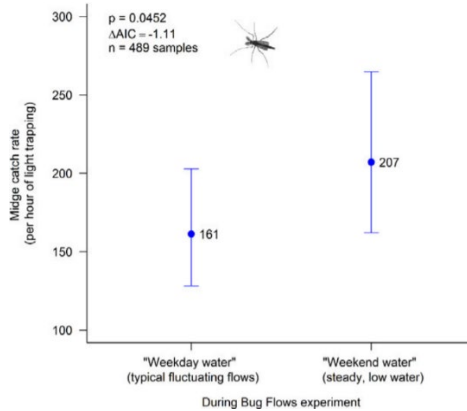 p = 0.0452
ΔAIC = -1.11
n = 489 samples
Midge catch rate
(per hour of light trapping)
300
250
200
150
100
161
207
"Weekday water"
(typical fluctuating flows)
"Weekend water"
(steady, low water)
During Bug Flows experiment